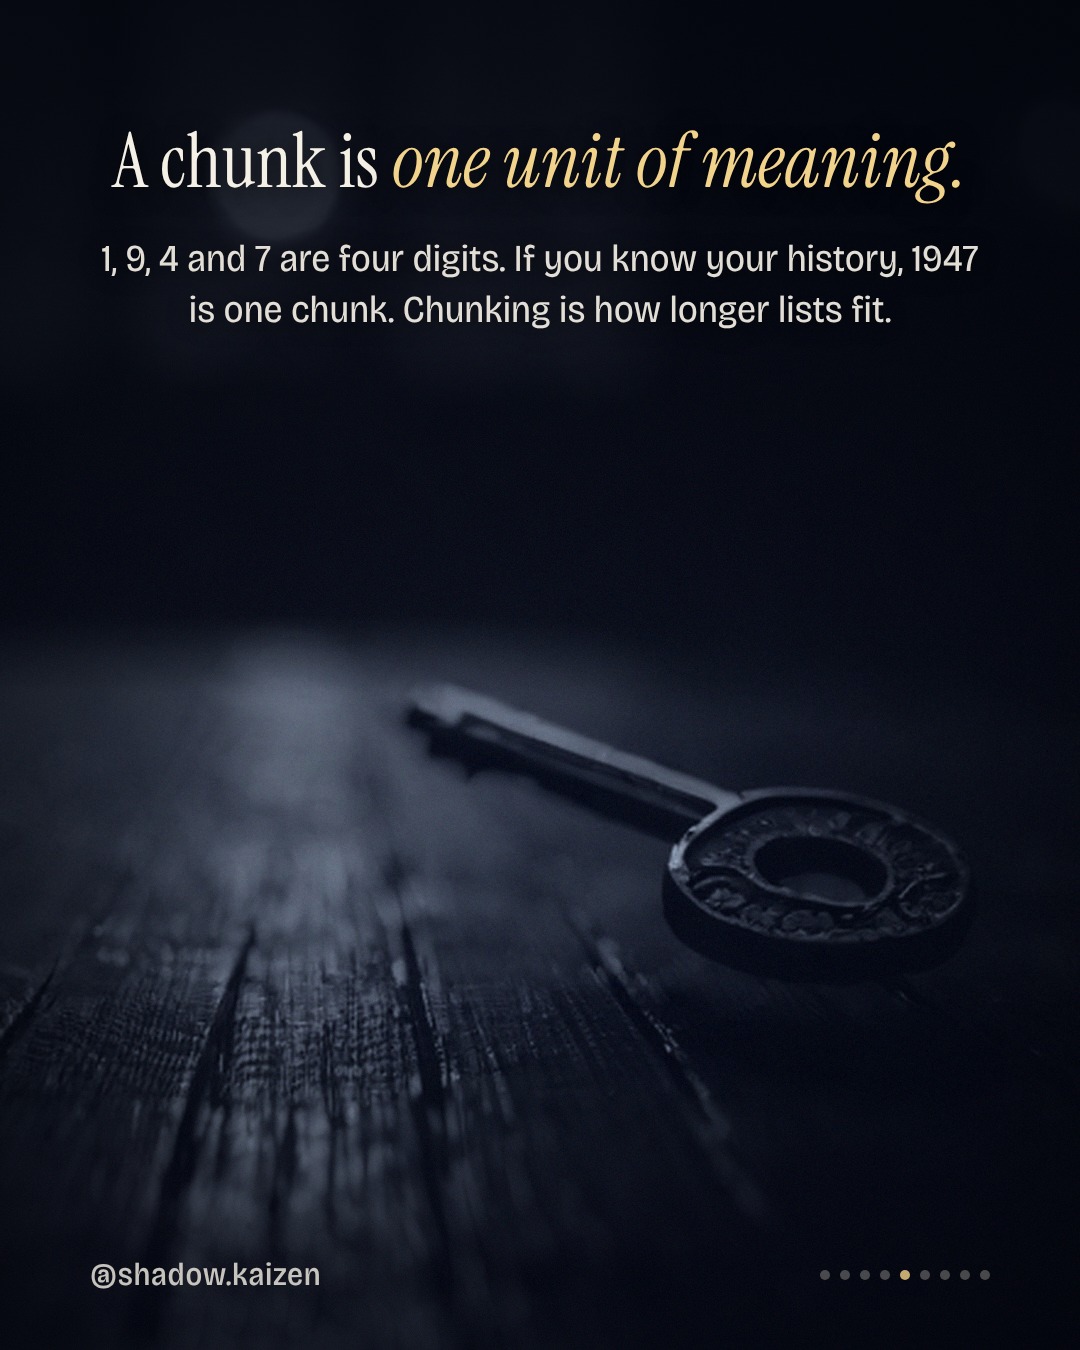 A chunk is one unit of meaning.
1, 9, 4 and 7 are four digits. If you know your history, 1947
is one chunk. Chunking is how longer lists fit.
@shadow.kaizen